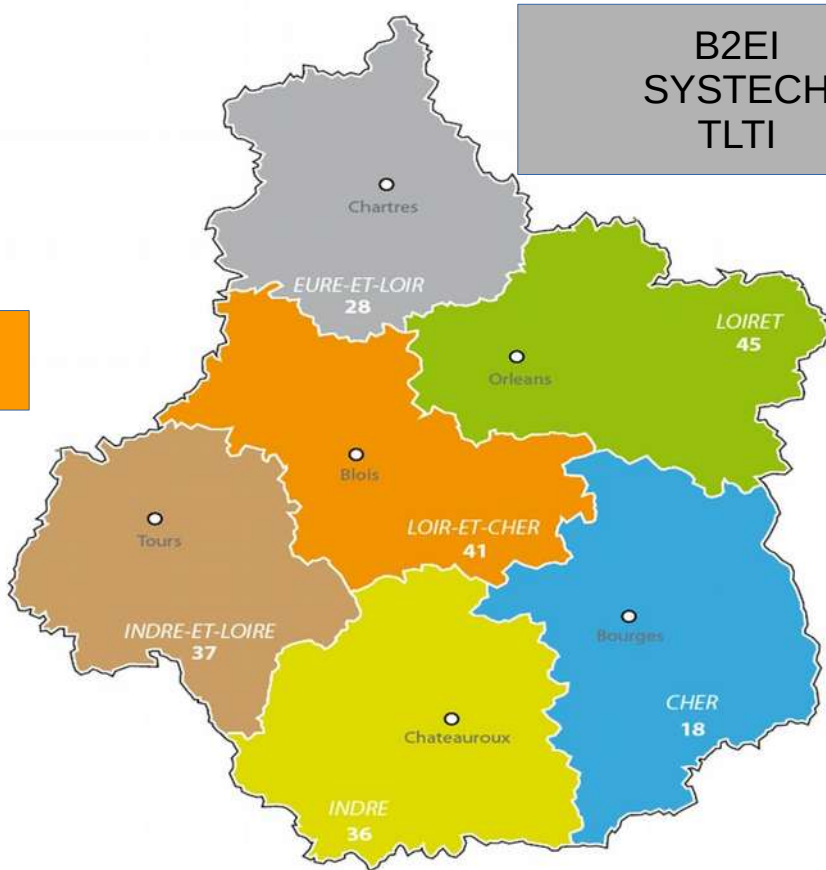 B2EI
SYSTECH
TLTI
Chartres
EURE-ET-LOIR
28
LOIRET
45
Orleans
Blois
LOIR-ET-CHER
41
Tours
INDRE-ET-LOIRE
37
Bourges
CHER
18
Chateauroux
INDRE
36